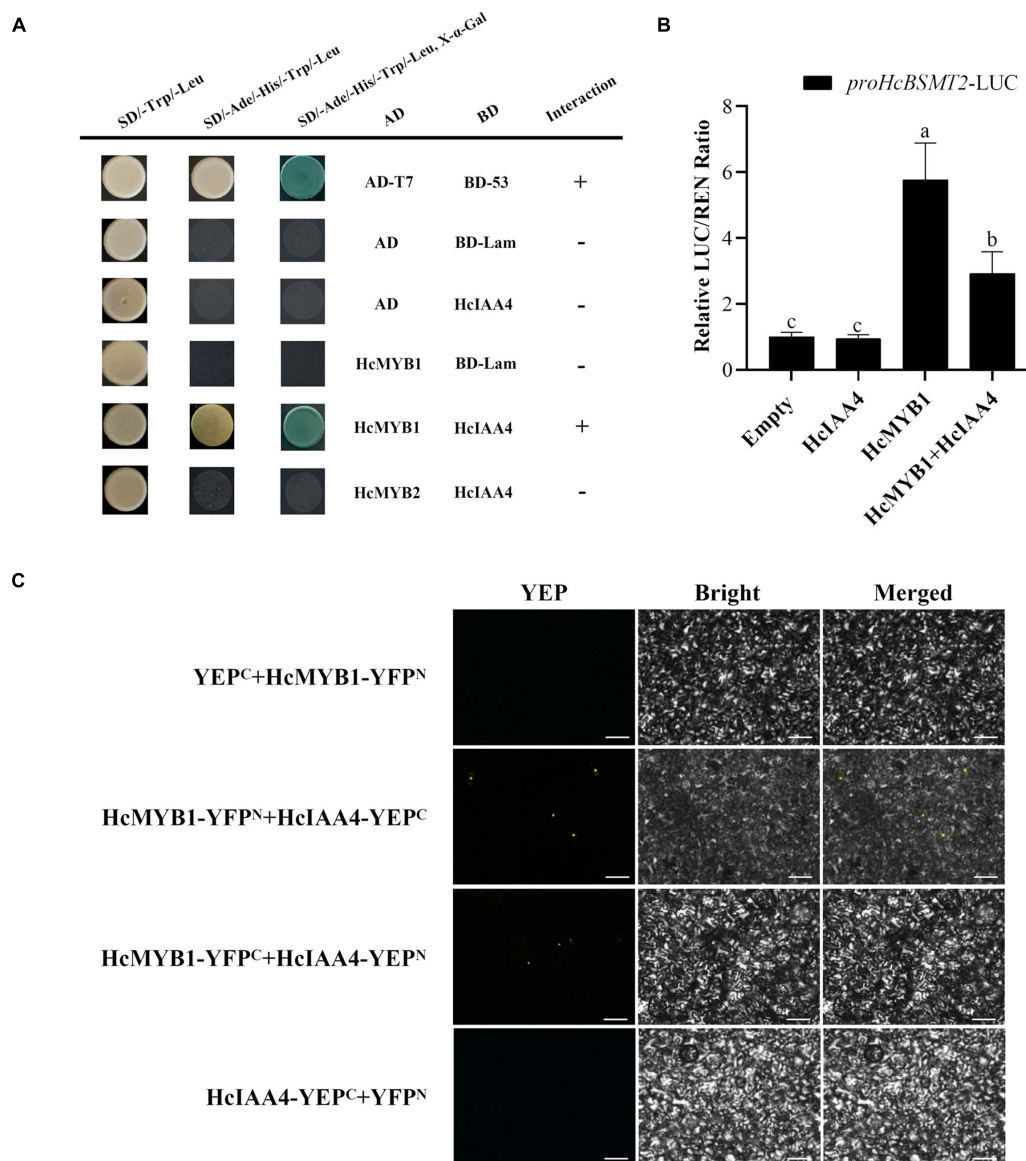 A
SD/-Trp/-Leu
SD/-Ade/-His/-Trp/-Leu
SD/-Ade/-His/-Trp/-Leu, X-α-Gal
AD
BD
Interaction
AD-T7 BD-53 +
AD BD-Lam -
AD HcIAA4 -
HcMYB1 BD-Lam -
HcMYB1 HcIAA4 +
HcMYB2 HcIAA4 -
B
proHcBSMT2-LUC
Relative LUC/REN Ratio
8
6
4
2
0
c
c
a
b
Empty
HcIAA4
HcMYB1
HcMYB1+HcIAA4
C
YEP Bright Merged
YEPC+HcMYB1-YFPN
HcMYB1-YFPN+HcIAA4-YEPC
HcMYB1-YFPC+HcIAA4-YEPN
HcIAA4-YEPC+YFPN